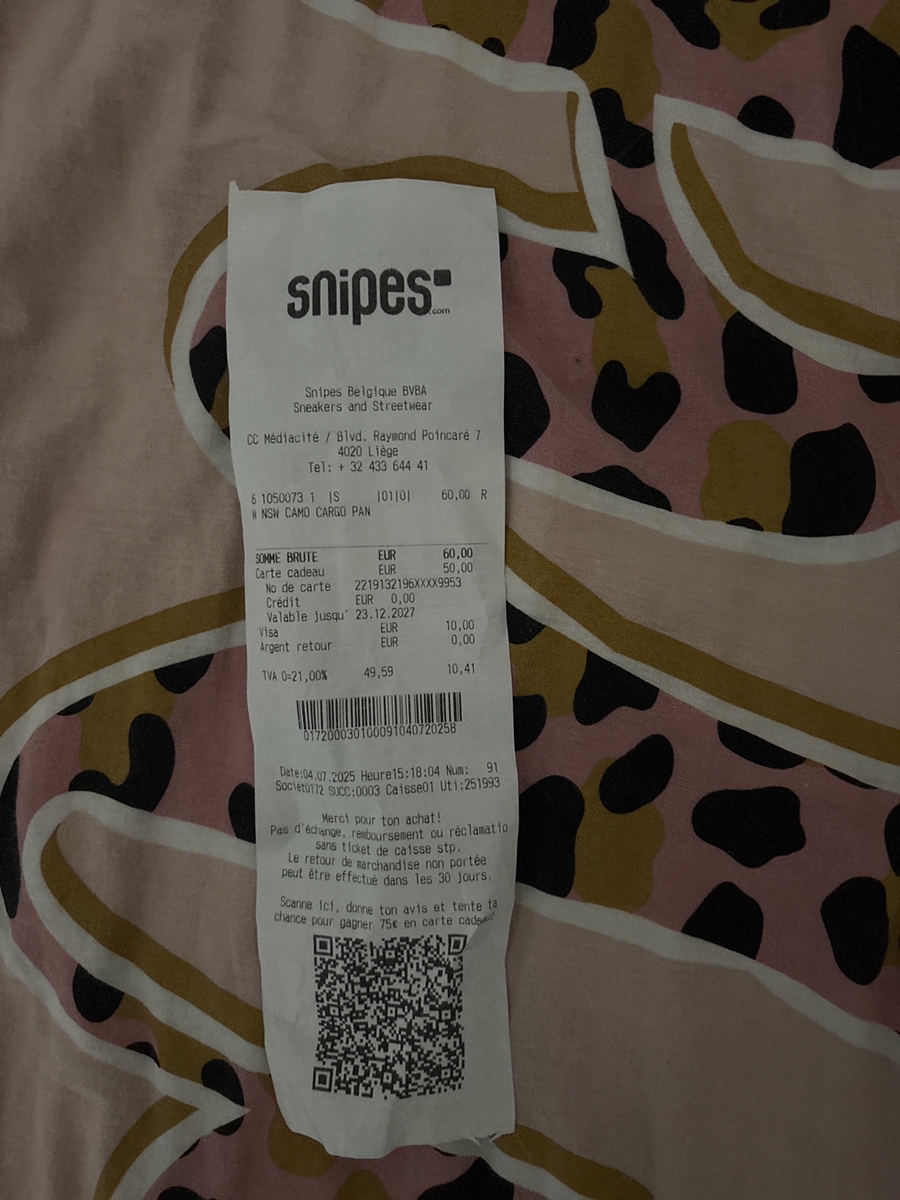 snipes
.com
Snipes Belgique BVBA
Sneakers and Streetwear
CC Médiacité / Blvd. Raymond Poincaré 7
4020 Liège
Tel: + 32 433 644 41
6 1050073 1 |S |01|0| 60,00 R
W NSW CAMO CARGO PAN
SOMME BRUTE EUR 60,00
Carte cadeau EUR 50,00
No de carte 2219132196XXXX9953
Crédit EUR 0,00
Valable jusqu' 23.12.2027
Visa EUR 10,00
Argent retour EUR 0,00
TVA 0=21,00% 49,59 10,41
017200030100091040720258
Date:04.07.2025 Heure15:18:04 Num: 91
Societ0172 SUCC:0003 Caisse01 Uti:251993
Merci pour ton achat!
Pas d'échange, remboursement ou réclamatio
sans ticket de caisse stp.
Le retour de marchandise non portée
peut être effectué dans les 30 jours.
Scanne ici, donne ton avis et tente ta
chance pour gagner 75€ en carte cadeau!